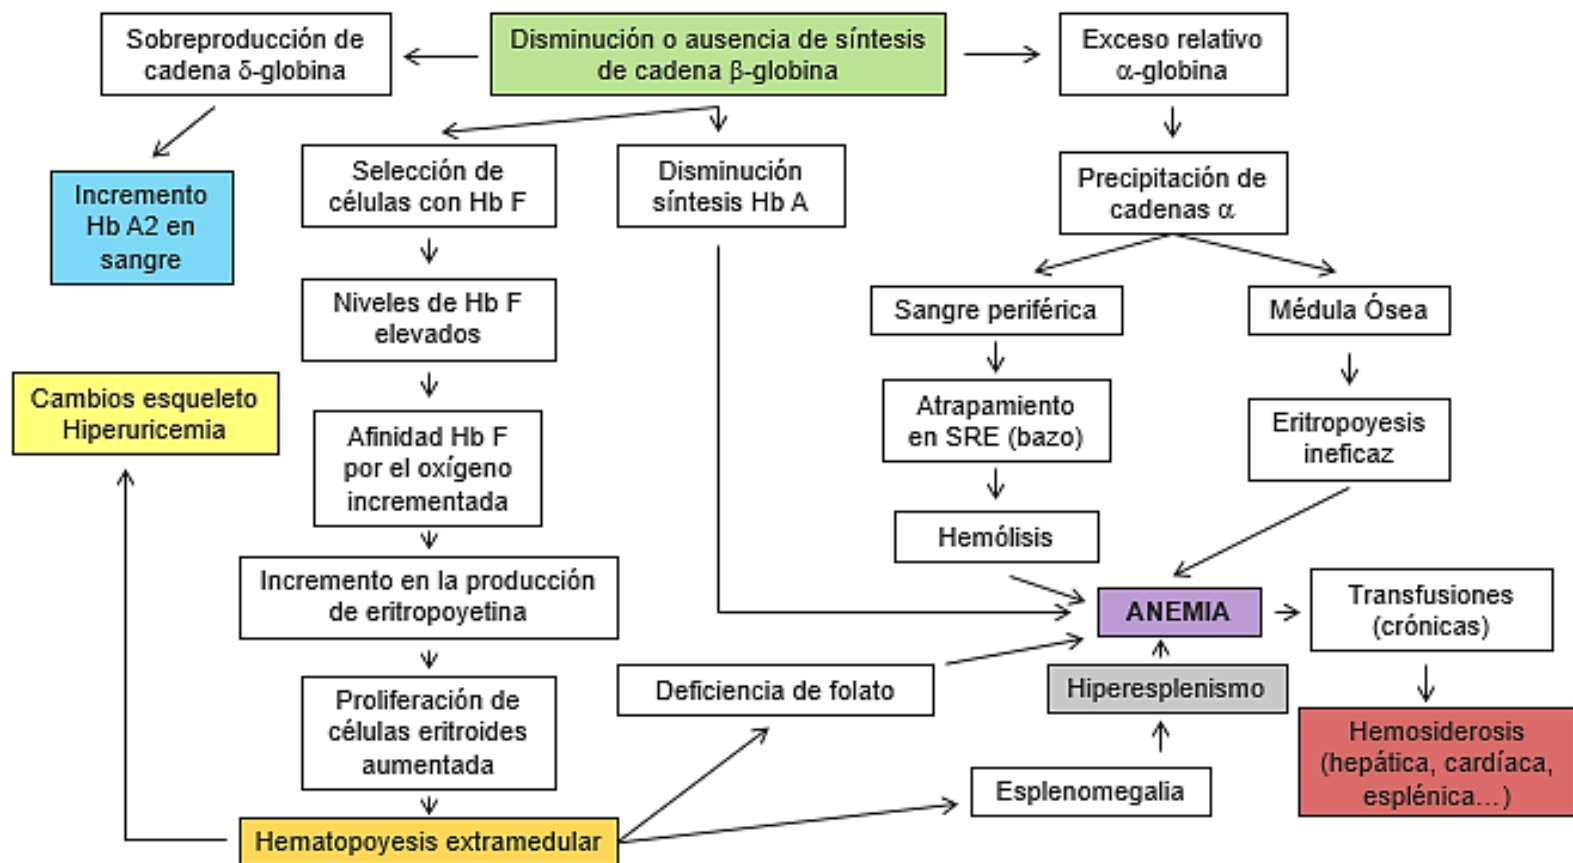 Sobreproducción de
cadena δ-globina
Disminución o ausencia de síntesis
de cadena β-globina
Exceso relativo
α-globina
Incremento
Hb A2 en
sangre
Selección de
células con Hb F
Disminución
síntesis Hb A
Precipitación de
cadenas α
Niveles de Hb F
elevados
Sangre periférica
Médula Ósea
Cambios esqueleto
Hiperuricemia
Afinidad Hb F
por el oxígeno
incrementada
Atrapamiento
en SRE (bazo)
Eritropoyesis
ineficaz
Hemólisis
Incremento en la producción
de eritropoyetina
ANEMIA
Transfusiones
(crónicas)
Proliferación de
células eritroides
aumentada
Deficiencia de folato
Hiperesplenismo
Hemosiderosis
(hepática, cardíaca,
esplénica...)
Esplenomegalia
Hematopoyesis extramedular